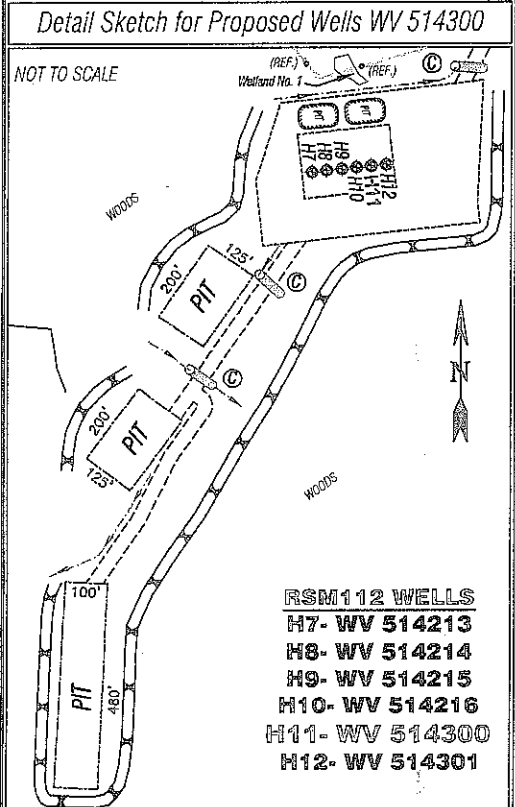 Detail Sketch for Proposed Wells WV 514300
NOT TO SCALE
(REF.)
Wetland No. 1
(REF.)
C
PIT
PIT
H7
H8
H9
H10
H11
H12
WOODS
125'
200'
PIT
C
C
N
200'
PIT
125'
WOODS
100'
PIT
480'
RSM112 WELLS
H7- WV 514213
H8- WV 514214
H9- WV 514215
H10- WV 514216
H11- WV 514300
H12- WV 514301